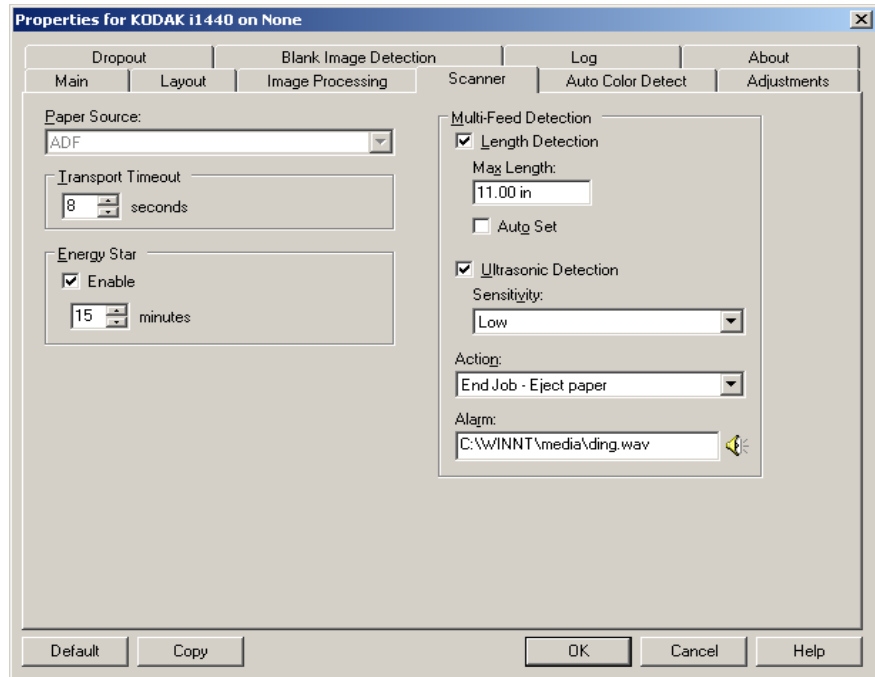 Properties for KODAK i1440 on None
Dropout
Blank Image Detection
Log
About
Main
Layout
Image Processing
Scanner
Auto Color Detect
Adjustments
Paper Source:
ADF
Transport Timeout
8 seconds
Energy Star
Enable
15 minutes
Multi-Feed Detection
Length Detection
Max Length:
11.00 in
Auto Set
Ultrasonic Detection
Sensitivity:
Low
Action:
End Job - Eject paper
Alarm:
C:\WINNT\media\ding.wav
Default
Copy
OK
Cancel
Help